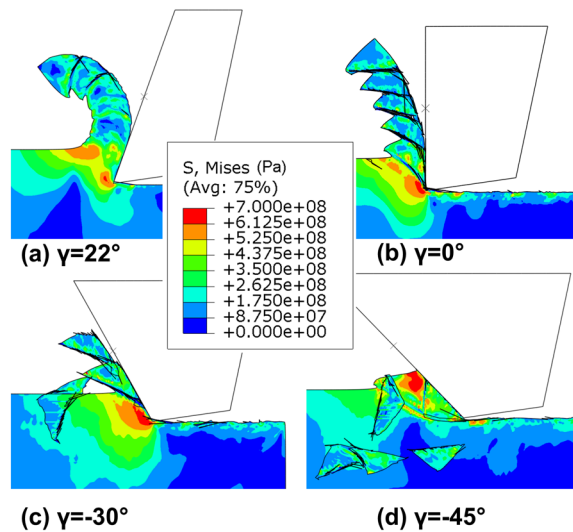 S, Mises (Pa)
(Avg: 75%)
+7.000e+08
+6.125e+08
+5.250e+08
+4.375e+08
+3.500e+08
+2.625e+08
+1.750e+08
+8.750e+07
+0.000e+00
(a) γ=22°
(b) γ=0°
(c) γ=-30°
(d) γ=-45°